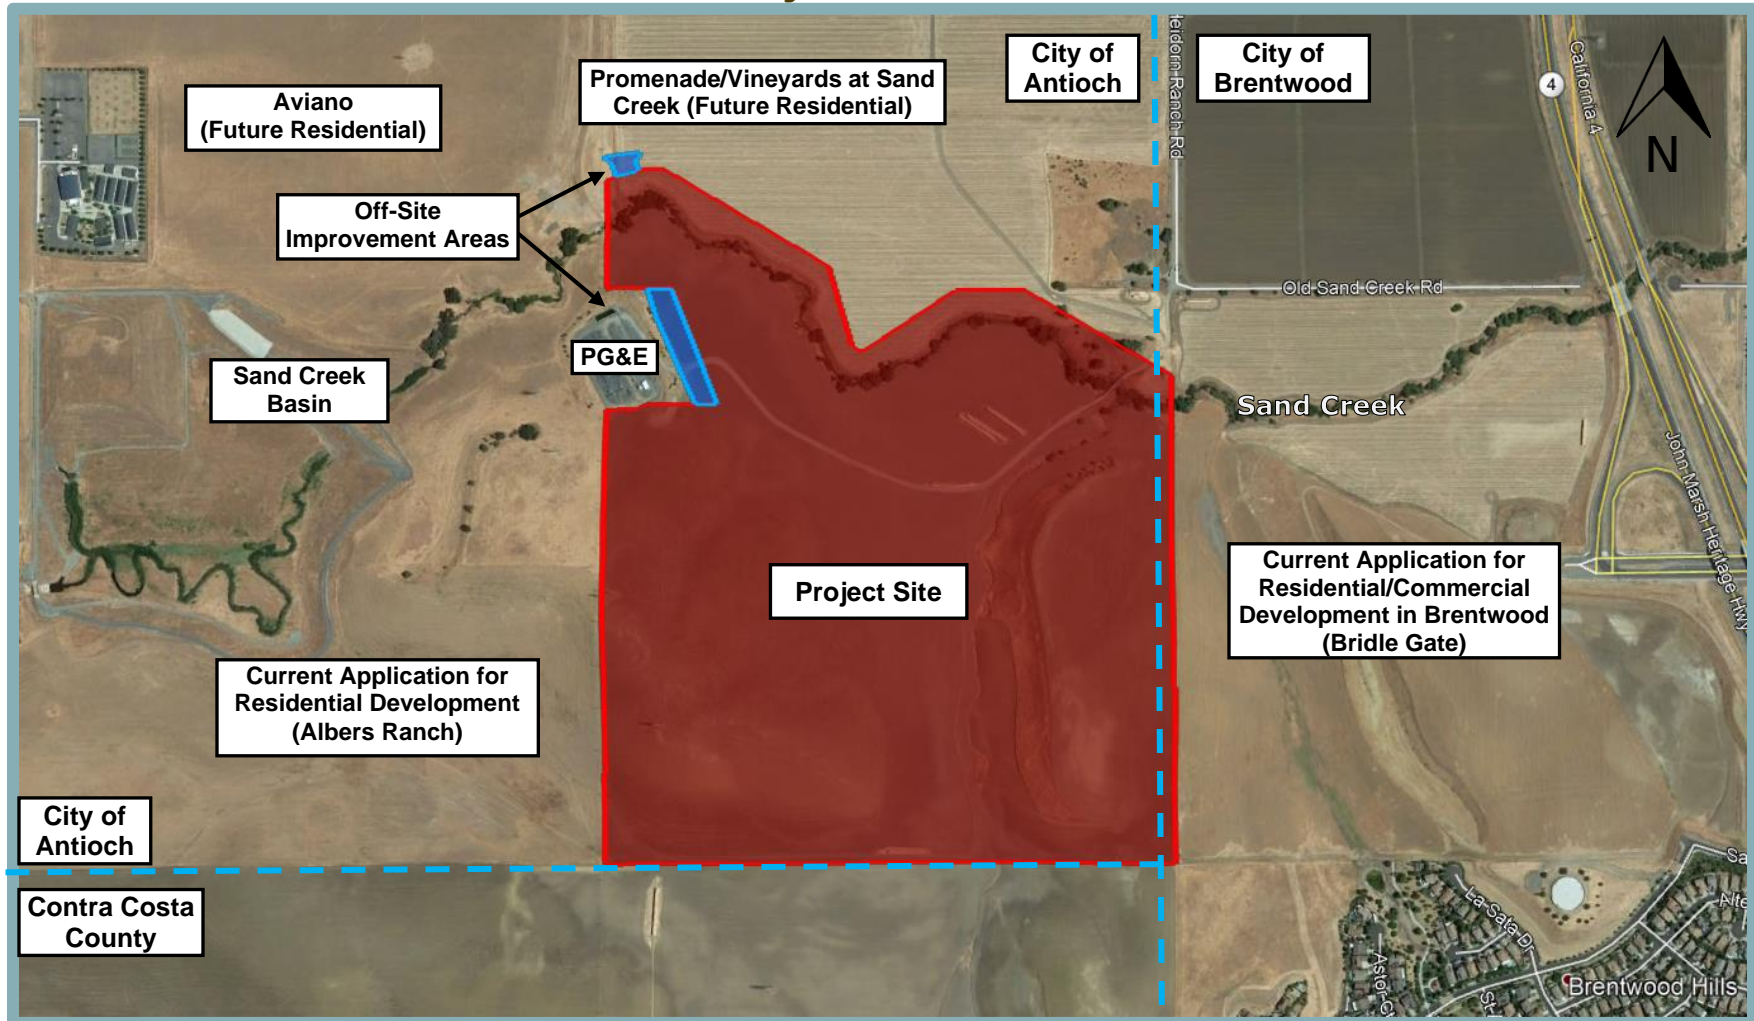 City of
Antioch
City of
Brentwood
Heidorn Ranch Rd
California 4
4
N
Aviano
(Future Residential)
Promenade/Vineyards at Sand
Creek (Future Residential)
Off-Site
Improvement Areas
Old Sand Creek Rd
PG&E
Sand Creek
Basin
Sand Creek
John Marsh Heritage Hwy
Project Site
Current Application for
Residential/Commercial
Development in Brentwood
(Bridle Gate)
Current Application for
Residential Development
(Albers Ranch)
City of
Antioch
Contra Costa
County
La Sata Dr
Brentwood Hills